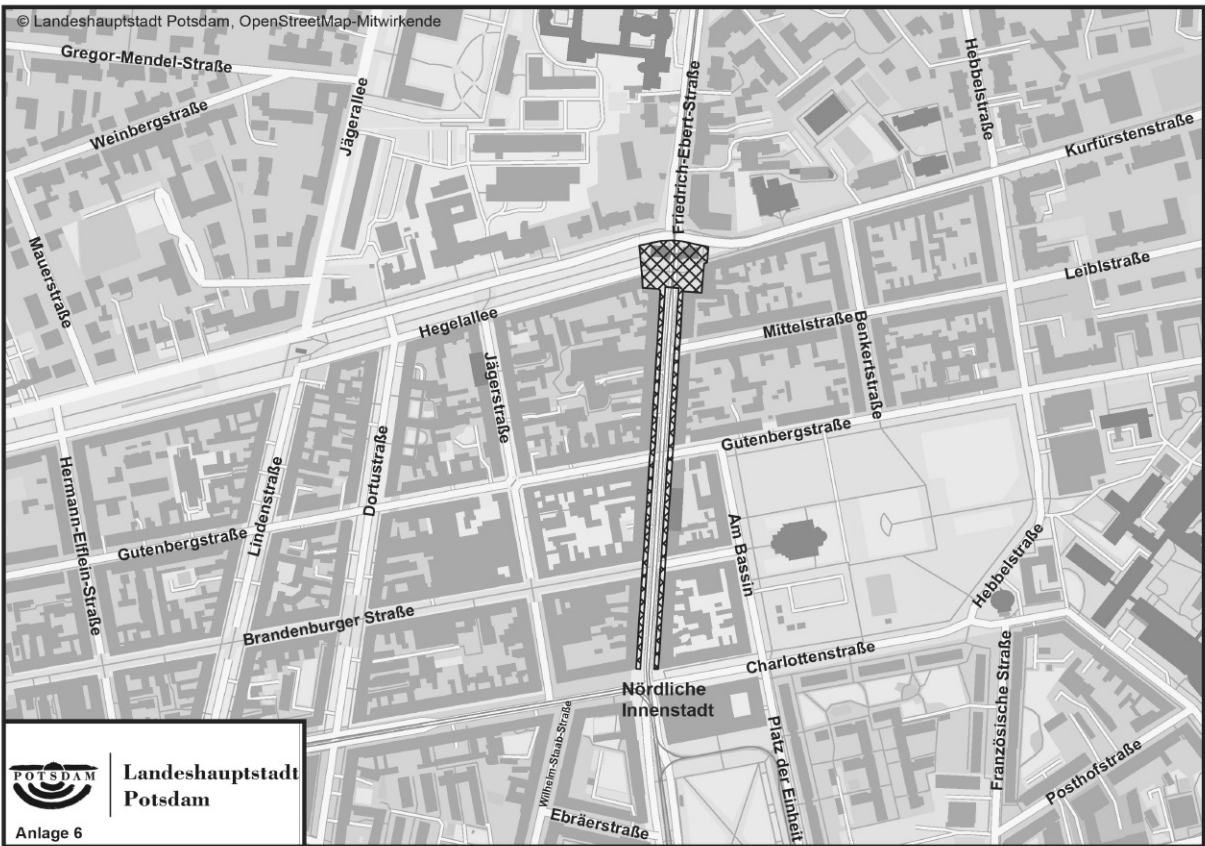 © Landeshauptstadt Potsdam, OpenStreetMap-Mitwirkende
Gregor-Mendel-Straße
Weinbergstraße
Jägerallee
Friedrich-Ebert-Straße
Hebbelstraße
Kurfürstenstraße
Mauerstraße
Leiblstraße
Hegelallee
Mittelstraße
Benkertstraße
Jägerstraße
Gutenbergstraße
Hermann-Elflein-Straße
Lindenstraße
Dortustraße
Gutenbergstraße
Am Bassin
Hebbelstraße
Brandenburger Straße
Charlottenstraße
Nördliche
Innenstadt
Französische Straße
Wilhelm-Staab-Straße
Platz der Einheit
Posthofstraße
Ebräerstraße
POTSDAM
Landeshauptstadt
Potsdam
Anlage 6